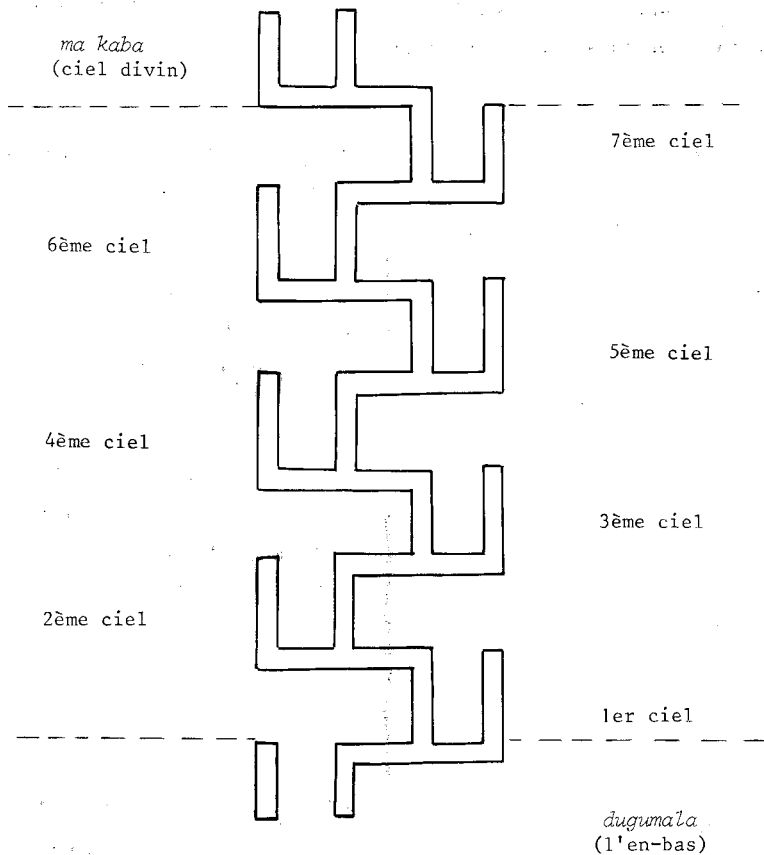 ma kaba
(ciel divin)
7ème ciel
6ème ciel
5ème ciel
4ème ciel
3ème ciel
2ème ciel
1er ciel
dugumala
(l'en-bas)